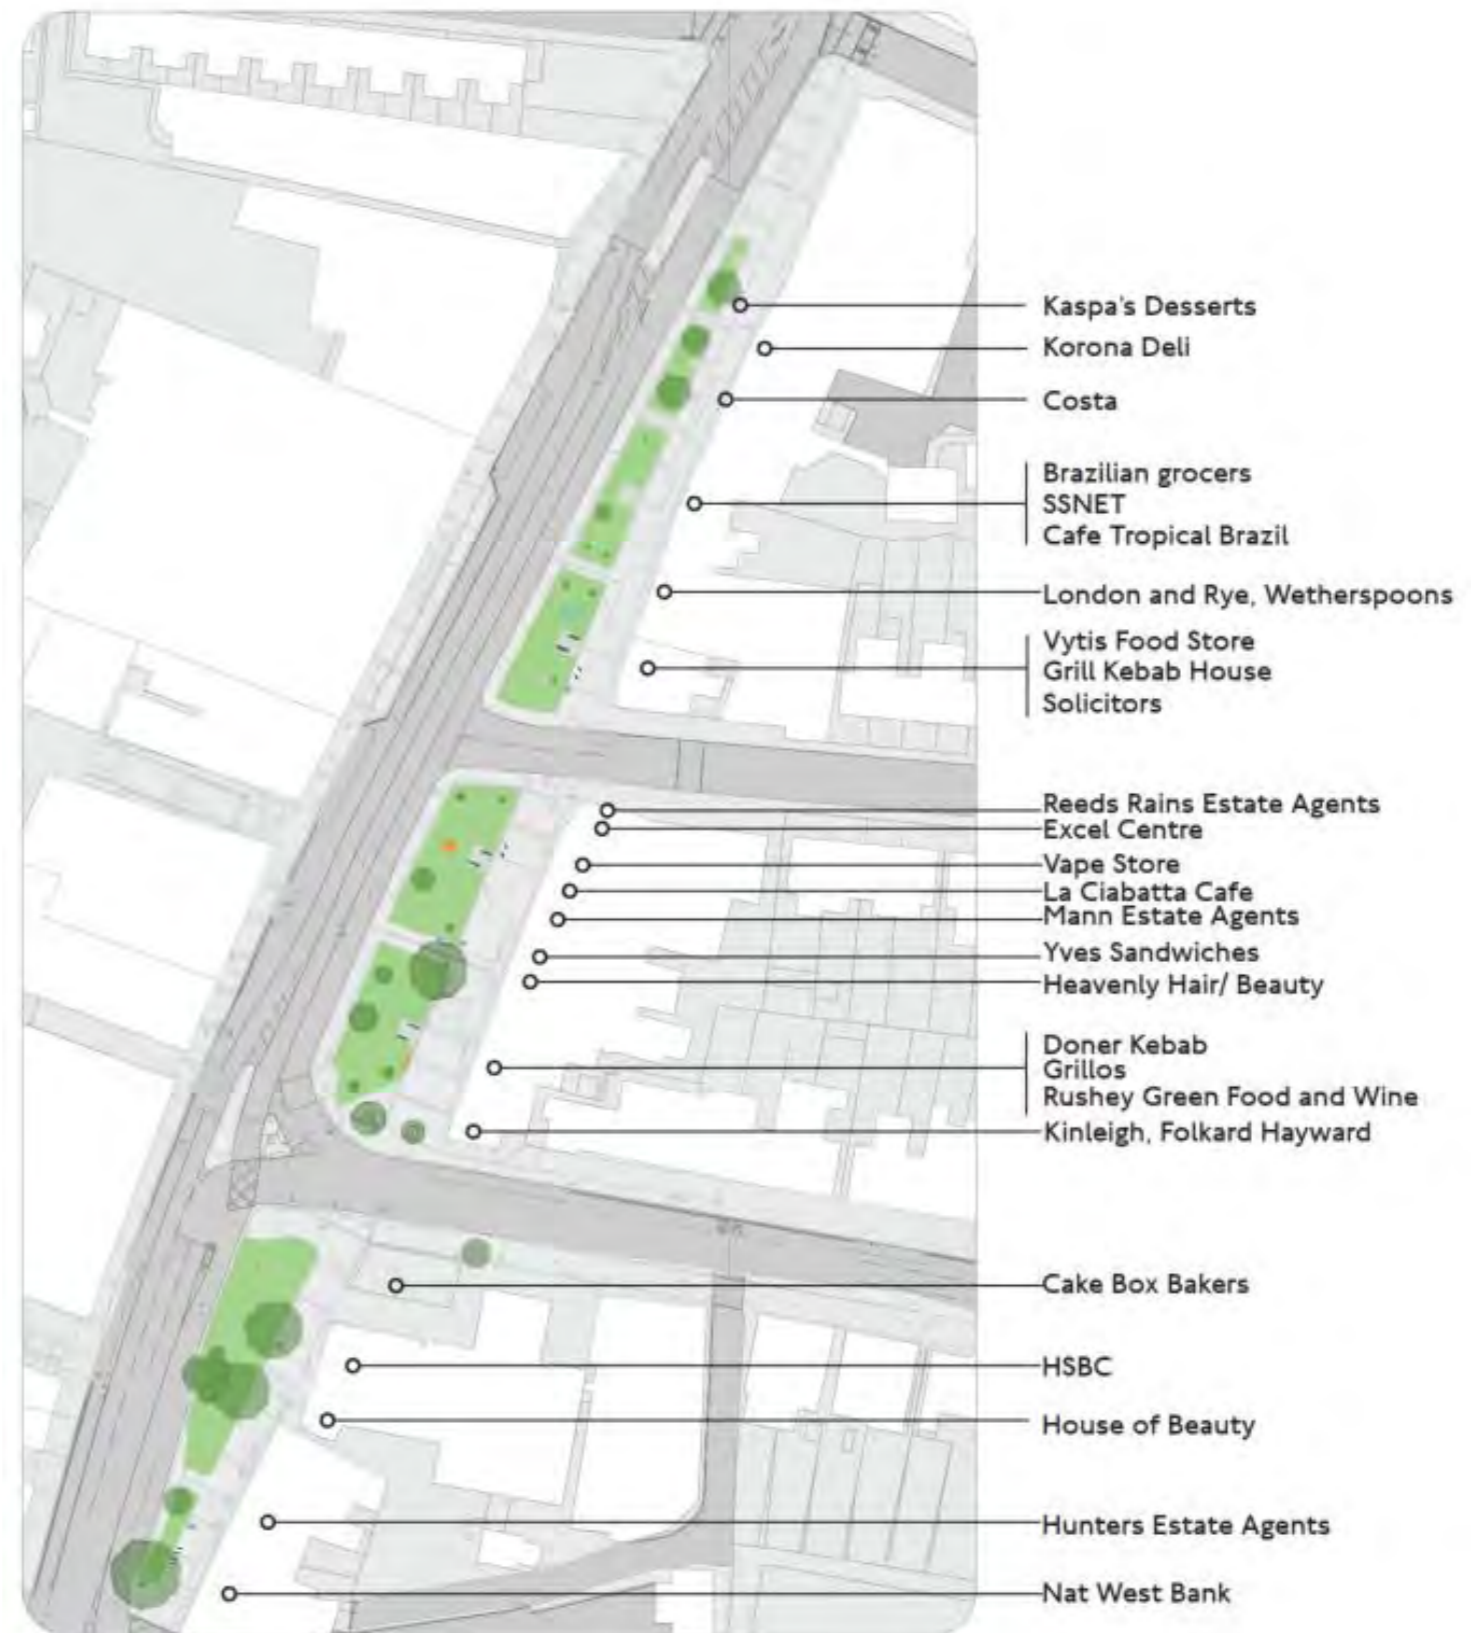 Kaspa's Desserts
Korona Deli
Costa
Brazilian grocers
SSNET
Cafe Tropical Brazil
London and Rye, Wetherspoons
Vytis Food Store
Grill Kebab House
Solicitors
Reeds Rains Estate Agents
Excel Centre
Vape Store
La Ciabatta Cafe
Mann Estate Agents
Yves Sandwiches
Heavenly Hair/ Beauty
Doner Kebab
Grillos
Rushey Green Food and Wine
Kinleigh, Folkard Hayward
Cake Box Bakers
HSBC
House of Beauty
Hunters Estate Agents
Nat West Bank